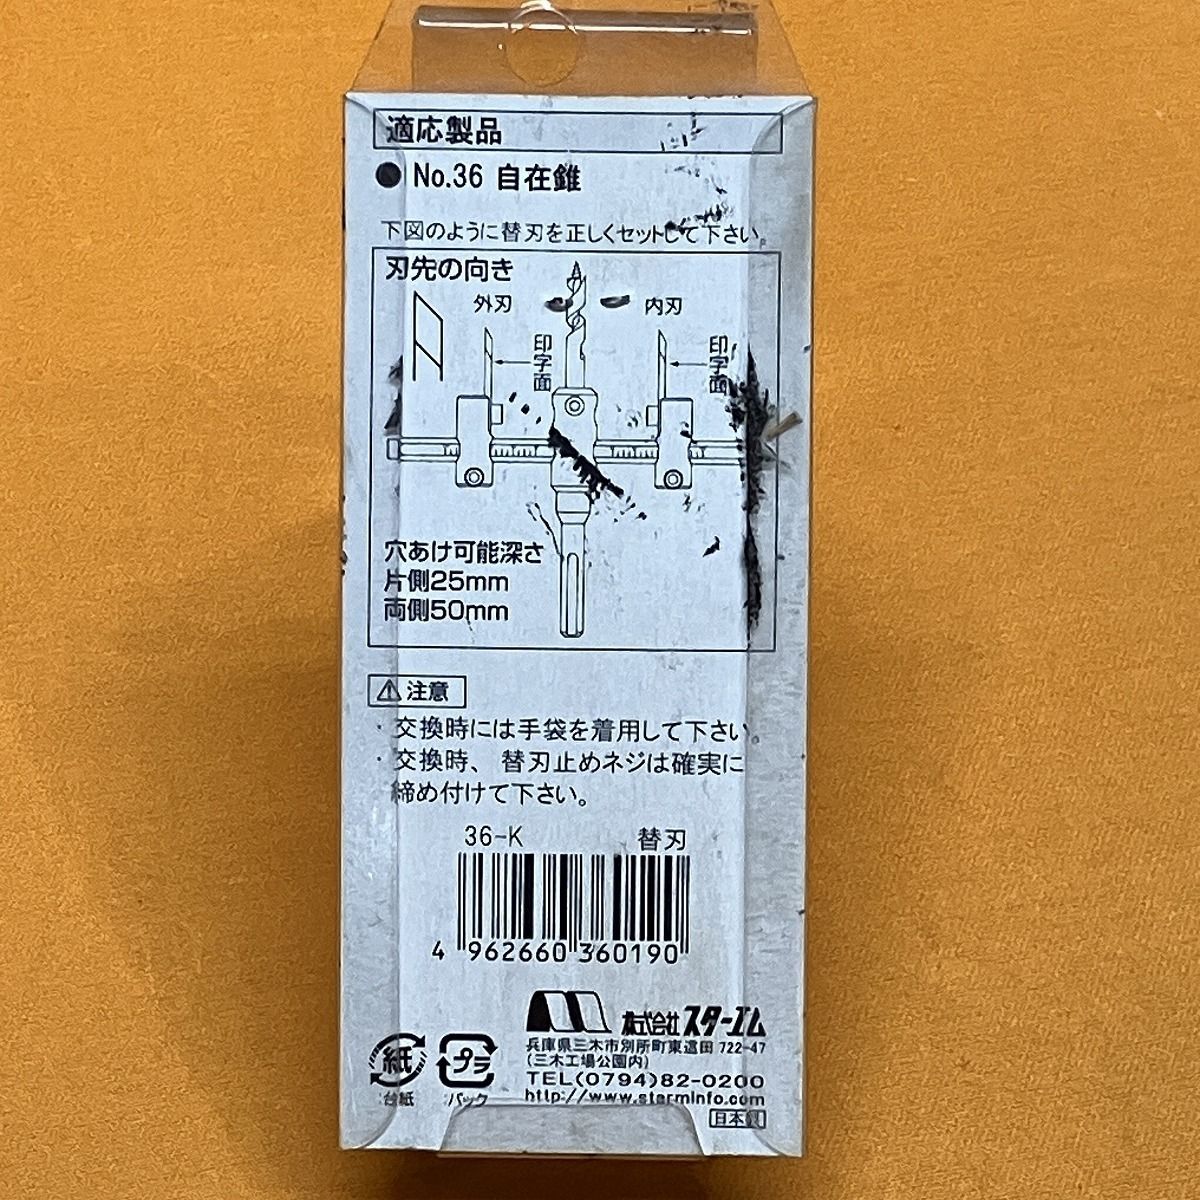 適応製品
● No.36 自在錐
下図のように替刃を正しくセットして下さい。
刃先の向き
外刃
内刃
印字面
印字面
穴あけ可能深さ
片側25mm
両側50mm
⚠注意
・交換時には手袋を着用して下さい。
・交換時、替刃止めネジは確実に
締め付けて下さい。
36-K 替刃
4 962660 360190
株式会社スターエム
兵庫県三木市別所町東這田 722-47
(三木工場公園内)
TEL(0794)82-0200
http://www.starminfo.com
紙
台紙
プラ
パック
日本製